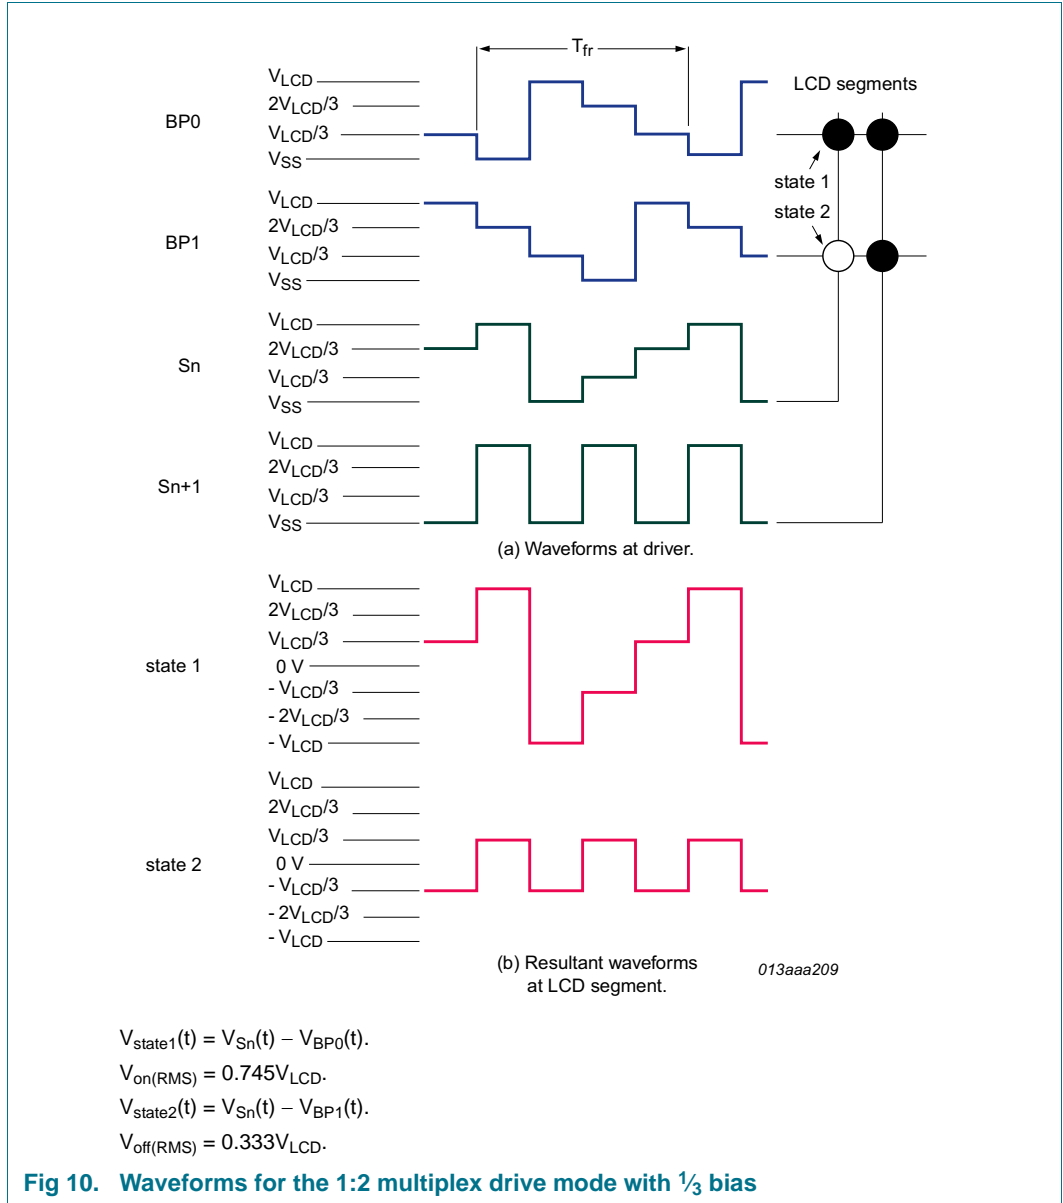 Tfr
BP0
VLCD
2VLCD/3
VLCD/3
VSS
LCD segments
state 1
state 2
BP1
VLCD
2VLCD/3
VLCD/3
VSS
Sn
VLCD
2VLCD/3
VLCD/3
VSS
Sn+1
VLCD
2VLCD/3
VLCD/3
VSS
(a) Waveforms at driver.
state 1
VLCD
2VLCD/3
VLCD/3
0 V
- VLCD/3
- 2VLCD/3
- VLCD
state 2
VLCD
2VLCD/3
VLCD/3
0 V
- VLCD/3
- 2VLCD/3
- VLCD
(b) Resultant waveforms
at LCD segment.
013aaa209
Vstate1(t) = VSn(t) − VBP0(t).
Von(RMS) = 0.745VLCD.
Vstate2(t) = VSn(t) − VBP1(t).
Voff(RMS) = 0.333VLCD.
Fig 10. Waveforms for the 1:2 multiplex drive mode with 1⁄3 bias